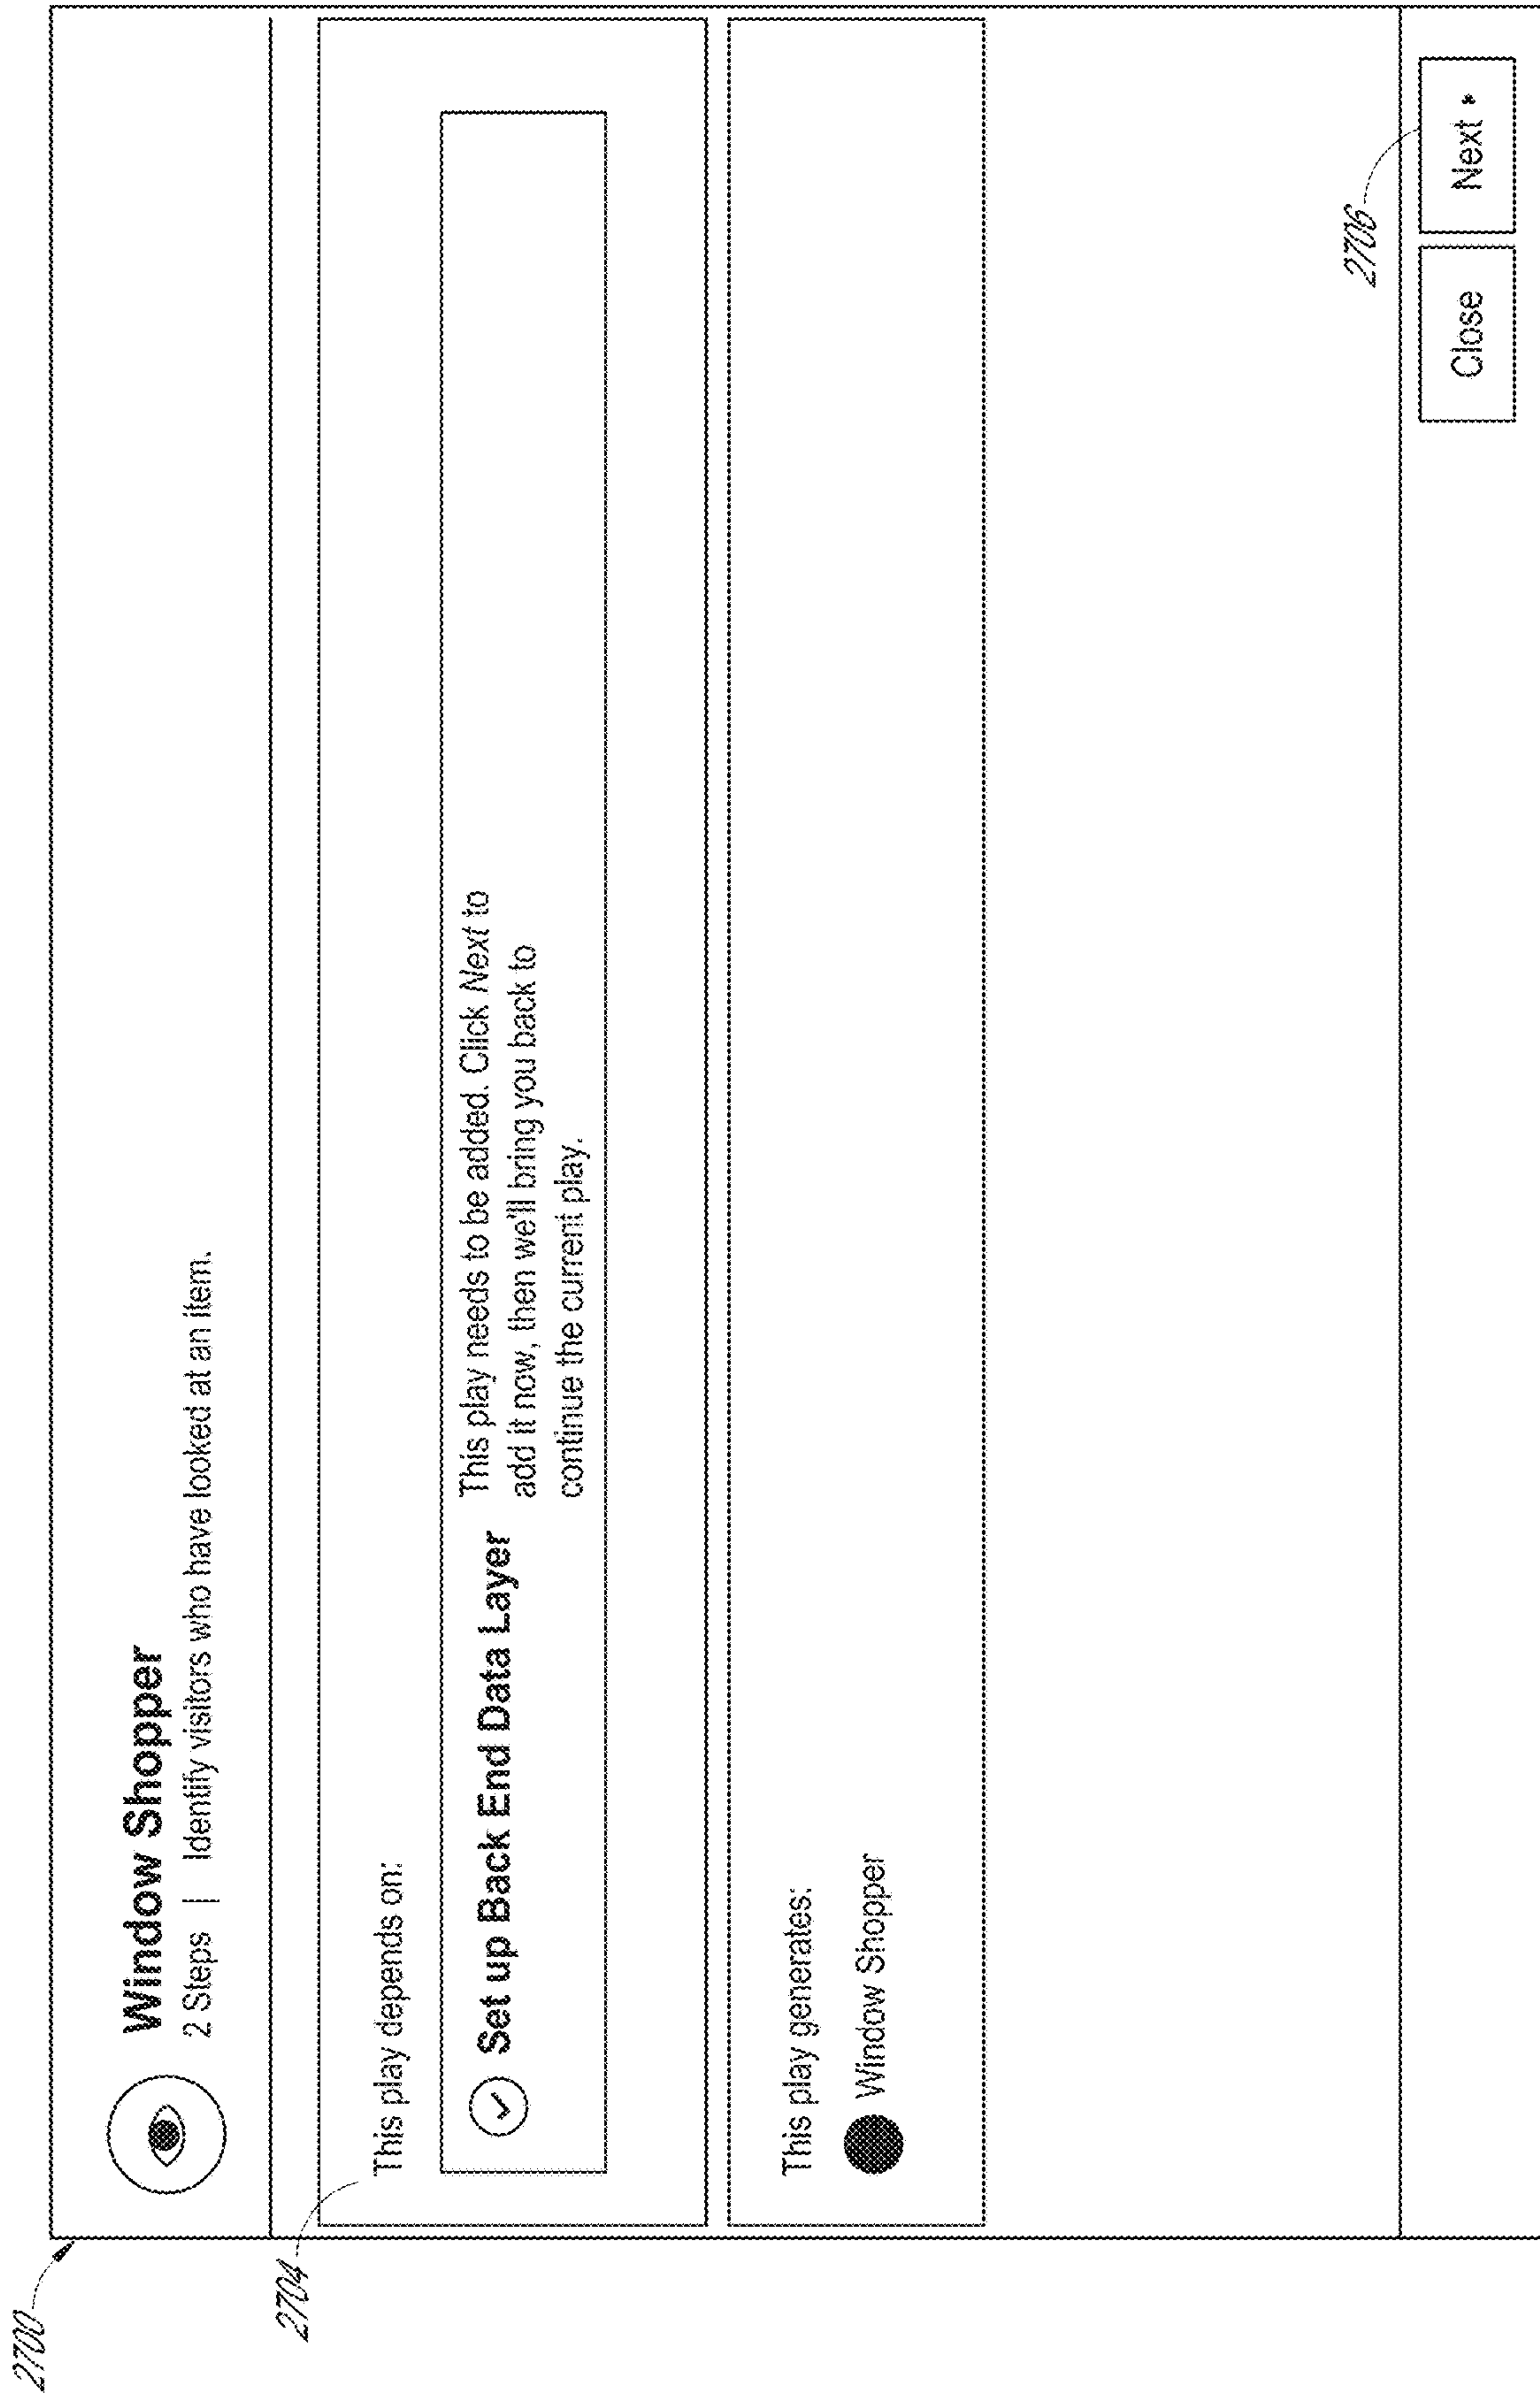 2700
Window Shopper
2 Steps | Identify visitors who have looked at an item.
2704
This play depends on:
Set up Back End Data Layer
This play needs to be added. Click Next to
add it now, then we'll bring you back to
continue the current play.
This play generates:
Window Shopper
2706
Close
Next